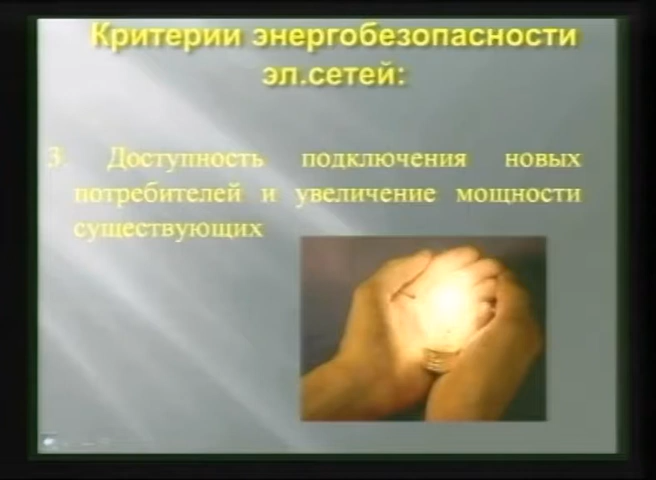 Критерии энергобезопасности
эл.сетей:
3. Доступность подключения новых
потребителей и увеличение мощности
существующих